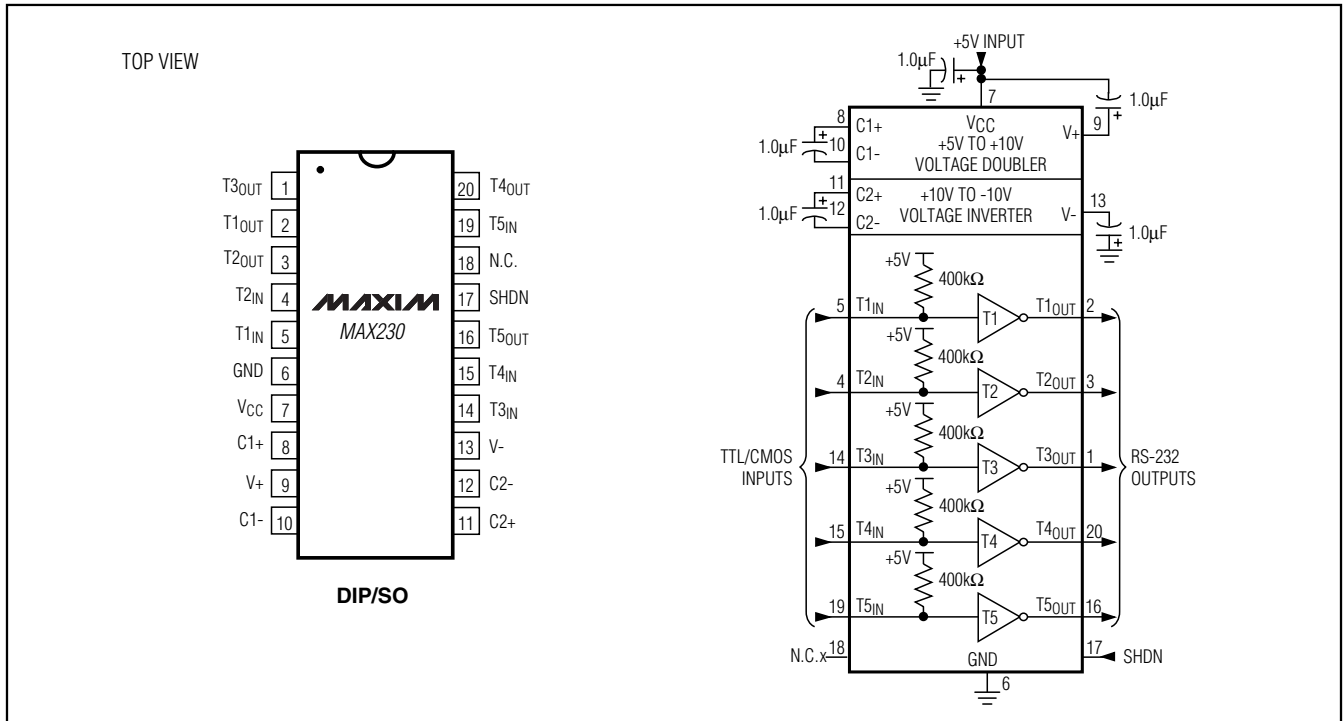 TOP VIEW
T3OUT 1
T1OUT 2
T2OUT 3
T2IN 4
T1IN 5
GND 6
VCC 7
C1+ 8
V+ 9
C1- 10
20 T4OUT
19 T5IN
18 N.C.
17 SHDN
16 T5OUT
15 T4IN
14 T3IN
13 V-
12 C2-
11 C2+
MAXIM
MAX230
DIP/SO
+5V INPUT
1.0µF +
7
+ 1.0µF
8 C1+
1.0µF +
10 C1-
VCC
+5V TO +10V
VOLTAGE DOUBLER
V+ 9
11 C2+
1.0µF +
12 C2-
+10V TO -10V
VOLTAGE INVERTER
V- 13
+ 1.0µF
+5V
400kΩ
5 T1IN T1 T1OUT 2
+5V
400kΩ
4 T2IN T2 T2OUT 3
+5V
400kΩ
14 T3IN T3 T3OUT 1
+5V
400kΩ
15 T4IN T4 T4OUT 20
+5V
400kΩ
19 T5IN T5 T5OUT 16
TTL/CMOS
INPUTS
RS-232
OUTPUTS
N.C.x 18
GND
17 SHDN
6